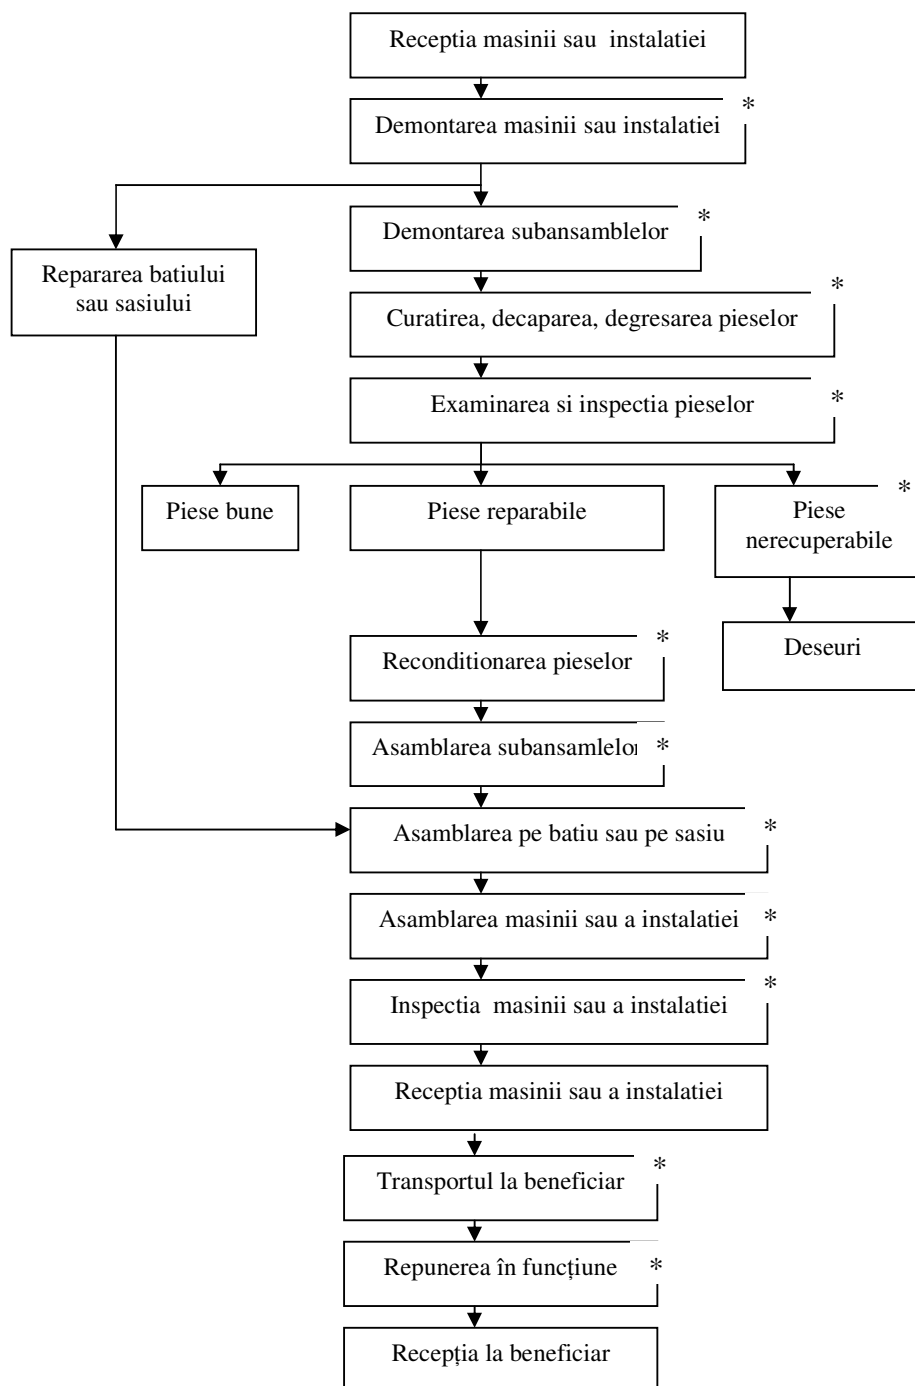 Receptia masinii sau instalatiei
*
Demontarea masinii sau instalatiei
*
Demontarea subansamblelor
Repararea batiului
sau sasiului
*
Curatirea, decaparea, degresarea pieselor
*
Examinarea si inspectia pieselor
Piese bune
Piese reparabile
*
Piese
nerecuperabile
Deseuri
*
Reconditionarea pieselor
Asamblarea subansamlelor *
Asamblarea pe batiu sau pe sasiu *
Asamblarea masinii sau a instalatiei *
*
Inspectia masinii sau a instalatiei
Receptia masinii sau a instalatiei
*
Transportul la beneficiar
Repunerea în funcțiune *
Recepția la beneficiar